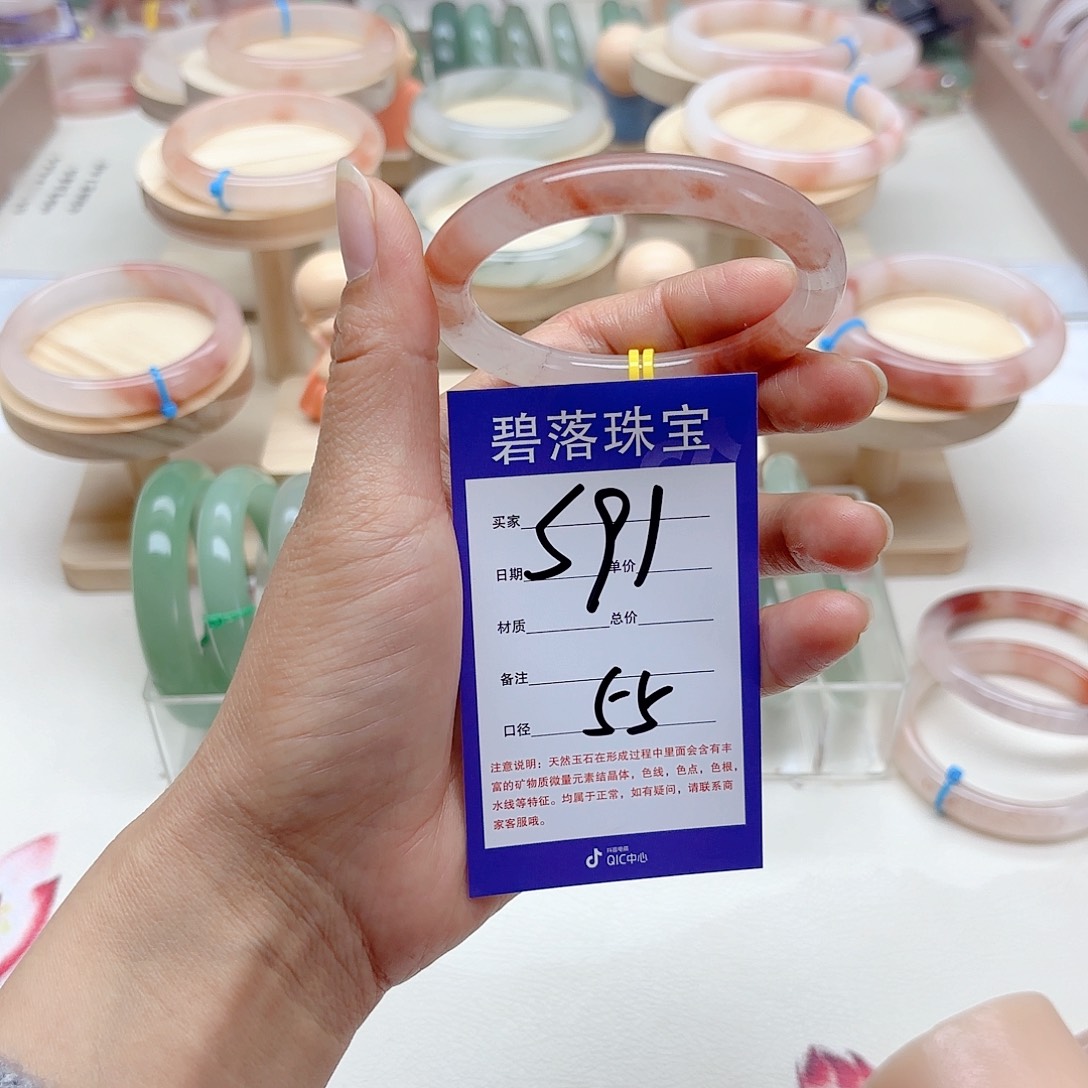 碧落珠宝
买家 591
日期 单价
材质 总价
备注
口径 55
注意说明：天然玉石在形成过程中里面会含有丰
富的矿物质微量元素结晶体，色线，色点，色根，
水线等特征。均属于正常，如有疑问，请联系商
家客服哦。
抖音电商
QIC中心